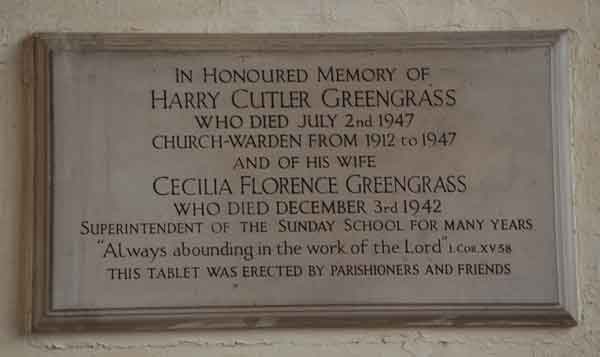 In Honoured Memory of
Harry Cutler Greengrass
who died July 2nd 1947
Church-Warden from 1912 to 1947
and of his wife
Cecilia Florence Greengrass
who died December 3rd 1942
Superintendent of the Sunday School for many years
"Always abounding in the work of the Lord" 1. Cor. XV. 58
This tablet was erected by parishioners and friends